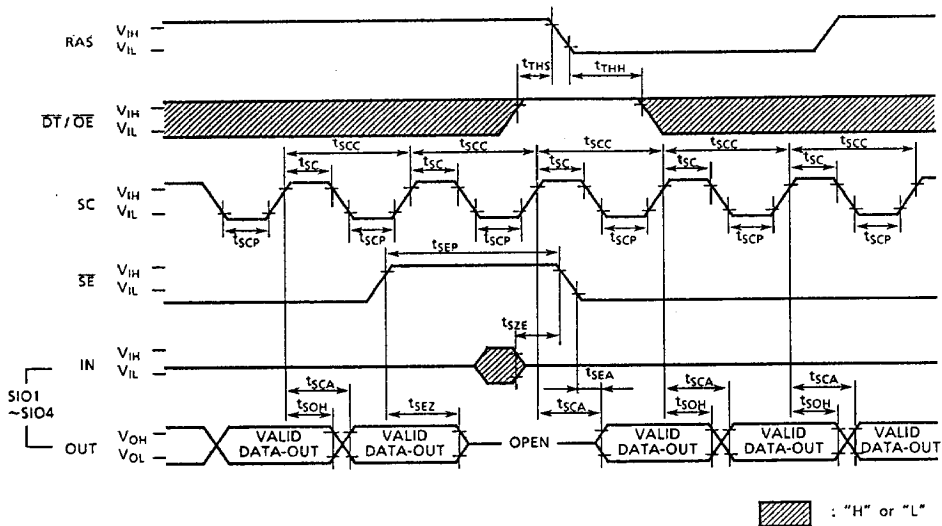 RAS
VIH
VIL
tTHS
tTHH
DT / OE
VIH
VIL
tSCC tSCC tSCC tSCC tSCC
tSC tSC tSC tSC tSC
SC
VIH
VIL
tSCP tSCP tSCP tSCP tSCP tSCP
tSEP
SE
VIH
VIL
tSZE
IN
VIH
VIL
SIO1
~SIO4
tSEA
tSCA tSCA tSCA tSCA
tSOH tSEZ tSOH tSOH
OUT
VOH
VOL
VALID DATA-OUT
VALID DATA-OUT
OPEN
VALID DATA-OUT
VALID DATA-OUT
VALID DATA-OUT
: "H" or "L"